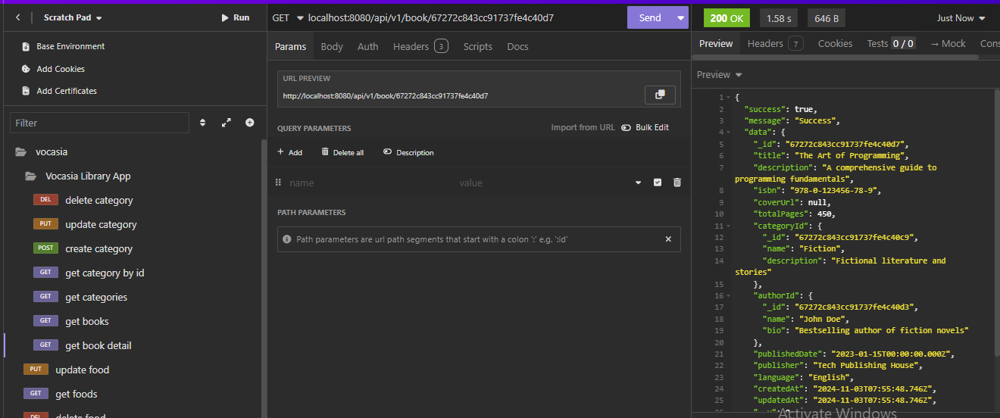 Scratch Pad
Run
Base Environment
Add Cookies
Add Certificates
Filter
vocasia
Vocasia Library App
DEL delete category
PUT update category
POST create category
GET get category by id
GET get categories
GET get books
GET get book detail
PUT update food
GET get foods
DEL delete food
GET localhost:8080/api/v1/book/67272c843cc91737fe4c40d7 Send
Params Body Auth Headers 3 Scripts Docs
URL PREVIEW
http://localhost:8080/api/v1/book/67272c843cc91737fe4c40d7
QUERY PARAMETERS Import from URL Bulk Edit
Add Delete all Description
name value
PATH PARAMETERS
Path parameters are url path segments that start with a colon ':' e.g. ':id'
200 OK 1.58 s 646 B Just Now
Preview Headers 7 Cookies Tests 0 / 0 → Mock Cons
Preview
1 {
2 "success": true,
3 "message": "Success",
4 "data": {
5 "_id": "67272c843cc91737fe4c40d7",
6 "title": "The Art of Programming",
7 "description": "A comprehensive guide to
programming fundamentals",
8 "isbn": "978-0-123456-78-9",
9 "coverUrl": null,
10 "totalPages": 450,
11 "categoryId": {
12 "_id": "67272c843cc91737fe4c40c9",
13 "name": "Fiction",
14 "description": "Fictional literature and
stories"
15 },
16 "authorId": {
17 "_id": "67272c843cc91737fe4c40d3",
18 "name": "John Doe",
19 "bio": "Bestselling author of fiction novels"
20 },
21 "publishedDate": "2023-01-15T00:00:00.000Z",
22 "publisher": "Tech Publishing House",
23 "language": "English",
24 "createdAt": "2024-11-03T07:55:48.746Z",
25 "updatedAt": "2024-11-03T07:55:48.746Z",
Activate Windows